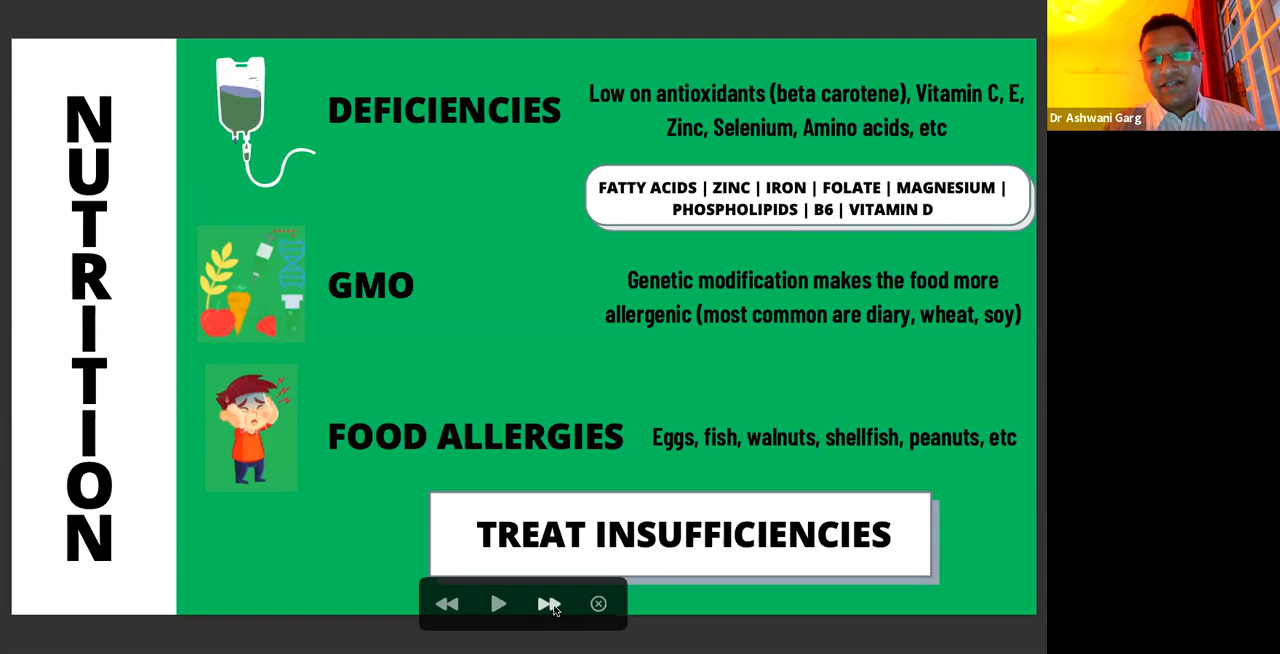 NUTRITION
DEFICIENCIES
Low on antioxidants (beta carotene), Vitamin C, E,
Zinc, Selenium, Amino acids, etc
FATTY ACIDS | ZINC | IRON | FOLATE | MAGNESIUM |
PHOSPHOLIPIDS | B6 | VITAMIN D
GMO
Genetic modification makes the food more
allergenic (most common are diary, wheat, soy)
FOOD ALLERGIES
Eggs, fish, walnuts, shellfish, peanuts, etc
TREAT INSUFFICIENCIES
Dr Ashwani Garg